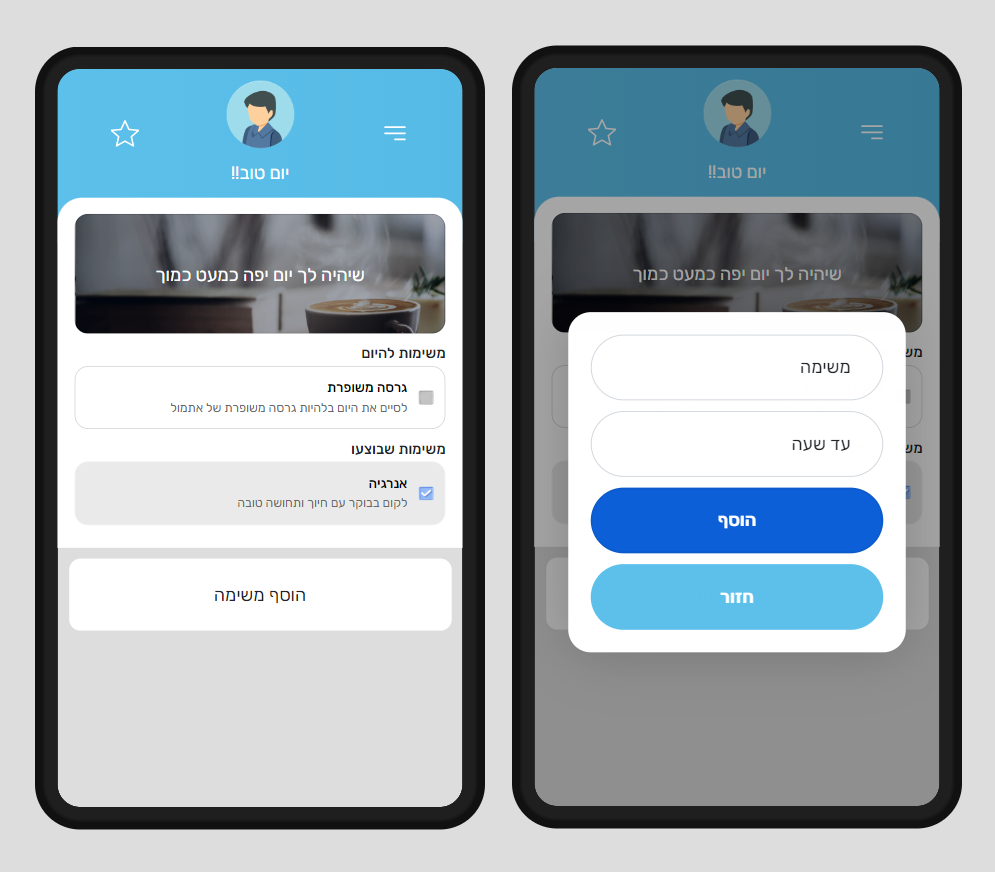 יום טוב!!
שיהיה לך יום יפה כמעט כמוך
משימות להיום
גרסה משופרת
לסיים את היום בלהיות גרסה משופרת של אתמול
משימות שבוצעו
אנרגיה
לקום בבוקר עם חיוך ותחושה טובה
הוסף משימה
יום טוב!!
שיהיה לך יום יפה כמעט כמוך
משימה
עד שעה
הוסף
חזור